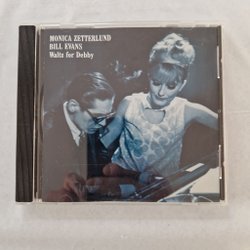 MONICA ZETTERLUND
BILL EVANS
Waltz for Debby